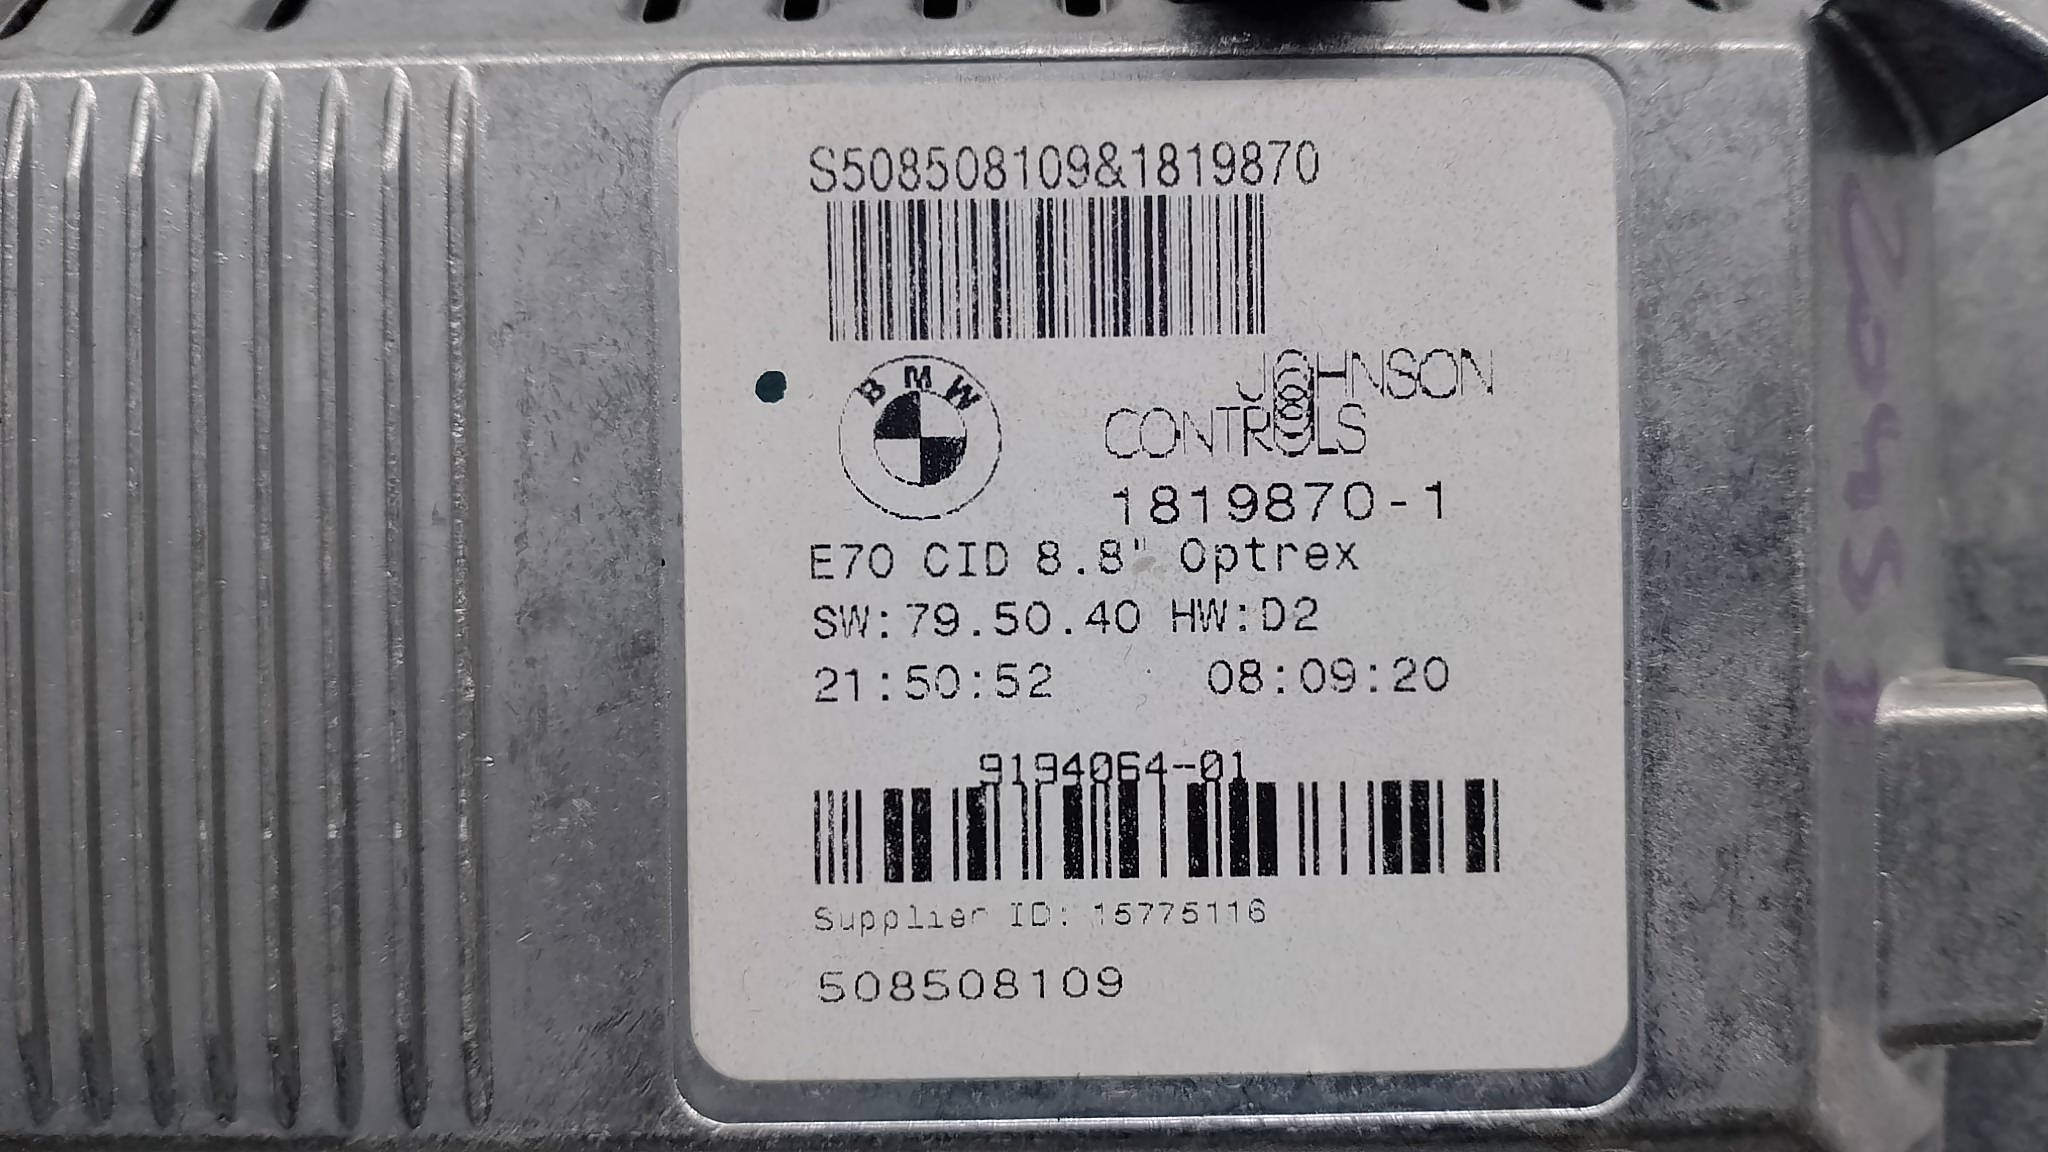 S508508109&1819870
BMW
JOHNSON
CONTROLS
1819870-1
E70 CID 8.8" Optrex
SW:79.50.40 HW:D2
21:50:52 08:09:20
9194064-01
Supplier ID: 15775116
508508109